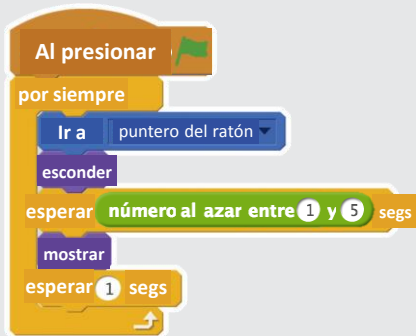 Al presionar
por siempre
Ir a puntero del ratón
esconder
esperar número al azar entre 1 y 5 segs
mostrar
esperar 1 segs